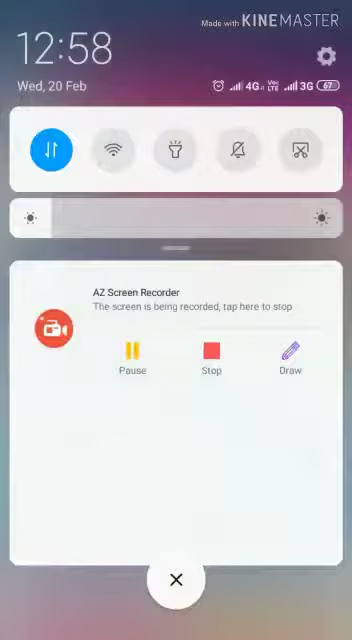 Made with KINEMASTER
12:58
Wed, 20 Feb
4G Vo LTE 3G 67
AZ Screen Recorder
The screen is being recorded, tap here to stop
Pause Stop Draw